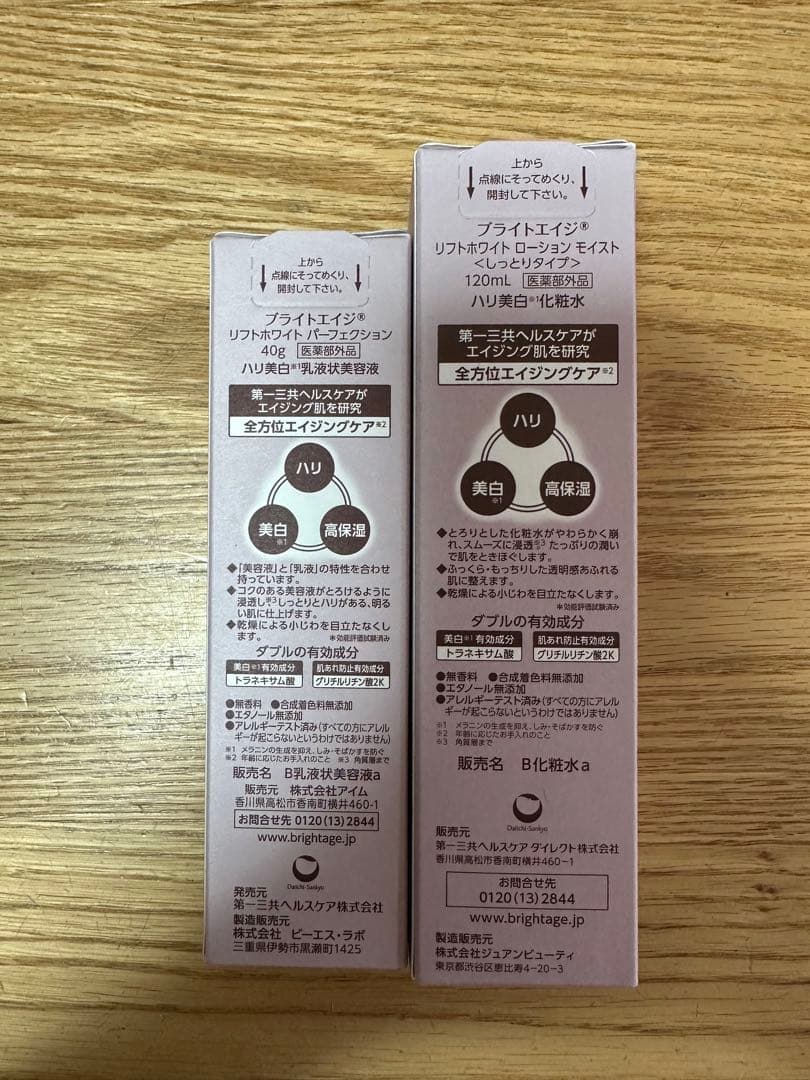 上から
点線にそってめくり、
開封して下さい。
ブライトエイジ®
リフトホワイト パーフェクション
40g 医薬部外品
ハリ美白※1乳液状美容液
第一三共ヘルスケアが
エイジング肌を研究
全方位エイジングケア※2
ハリ
美白※1
高保湿
◆「美容液」と「乳液」の特性を合わせ
持っています。
◆コクのある美容液がとろけるように
浸透し※3しっとりとハリがある、明る
い肌に仕上げます。
◆乾燥による小じわを目立たなくしま
す。 *効能評価試験済み
ダブルの有効成分
美白※1有効成分
トラネキサム酸
肌あれ防止有効成分
グリチルリチン酸2K
●無香料 ●合成着色料無添加
●エタノール無添加
●アレルギーテスト済み(すべての方にアレル
ギーが起こらないというわけではありません)
※1 メラニンの生成を抑え、しみ・そばかすを防ぐ
※2 年齢に応じたお手入れのこと ※3 角質層まで
販売名 B乳液状美容液a
販売元 株式会社アイム
香川県高松市香南町横井460-1
お問合せ先 0120(13)2844
www.brightage.jp
Daiichi-Sankyo
発売元
第一三共ヘルスケア株式会社
製造販売元
株式会社 ピーエス・ラボ
三重県伊勢市黒瀬町1425
上から
点線にそってめくり、
開封して下さい。
ブライトエイジ®
リフトホワイト ローション モイスト
<しっとりタイプ>
120mL 医薬部外品
ハリ美白※1化粧水
第一三共ヘルスケアが
エイジング肌を研究
全方位エイジングケア※2
ハリ
美白※1
高保湿
◆とろりとした化粧水がやわらかく崩
れ、スムーズに浸透※3 たっぷりの潤い
で肌をときほぐします。
◆ふっくら・もっちりした透明感あふれる
肌に整えます。
◆乾燥による小じわを目立たなくします。
*効能評価試験済み
ダブルの有効成分
美白※1有効成分
トラネキサム酸
肌あれ防止有効成分
グリチルリチン酸2K
●無香料 ●合成着色料無添加
●エタノール無添加
●アレルギーテスト済み(すべての方にアレル
ギーが起こらないというわけではありません)
※1 メラニンの生成を抑え、しみ・そばかすを防ぐ
※2 年齢に応じたお手入れのこと
※3 角質層まで
販売名 B化粧水a
Daiichi-Sankyo
販売元
第一三共ヘルスケア ダイレクト株式会社
香川県高松市香南町横井460-1
お問合せ先
0120(13)2844
www.brightage.jp
製造販売元
株式会社ジュアンビューティ
東京都渋谷区恵比寿4-20-3